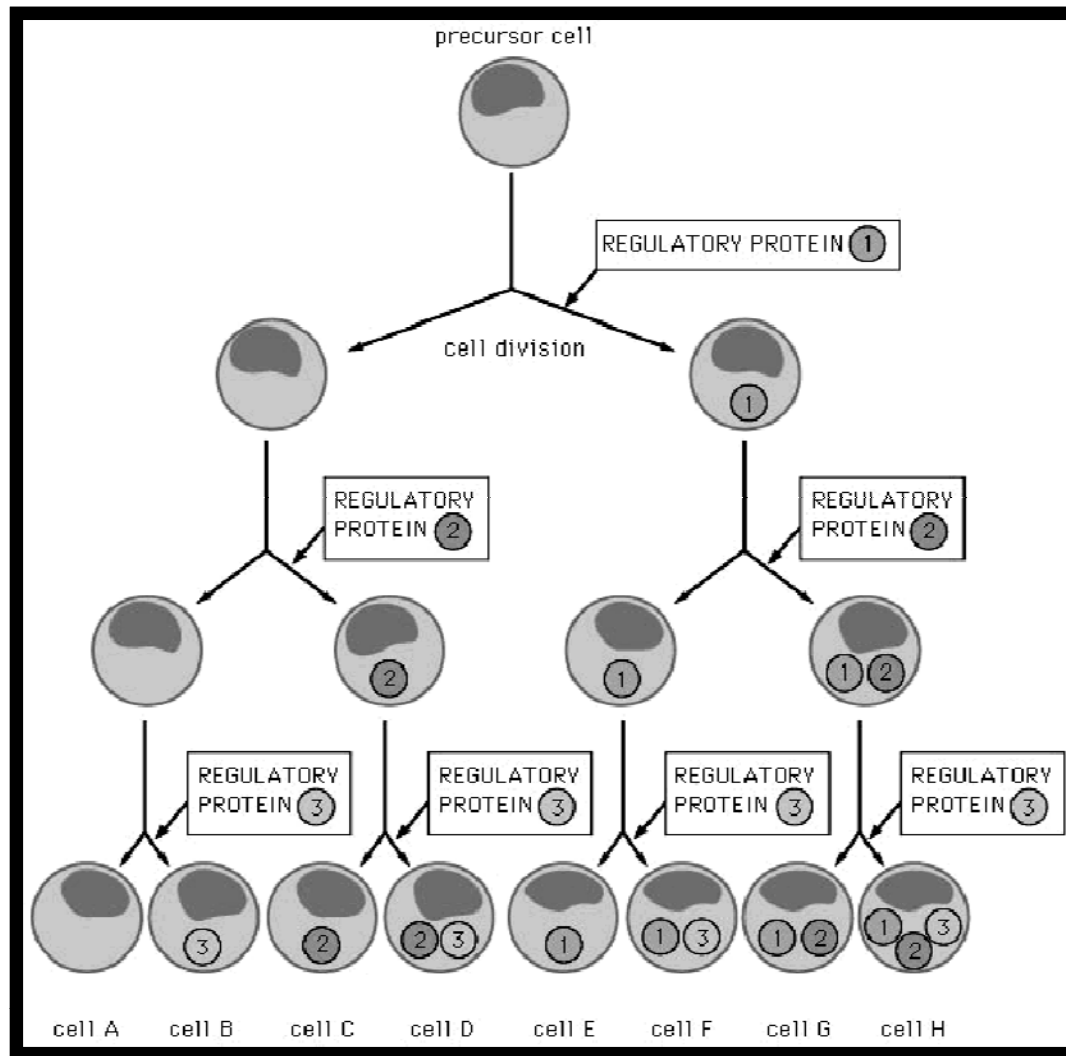 precursor cell
REGULATORY PROTEIN 1
cell division
1
REGULATORY
PROTEIN 2
REGULATORY
PROTEIN 2
2
1
1 2
REGULATORY
PROTEIN 3
REGULATORY
PROTEIN 3
REGULATORY
PROTEIN 3
REGULATORY
PROTEIN 3
3
2
2 3
1
1 3
1 2
1 2 3
cell A cell B cell C cell D cell E cell F cell G cell H